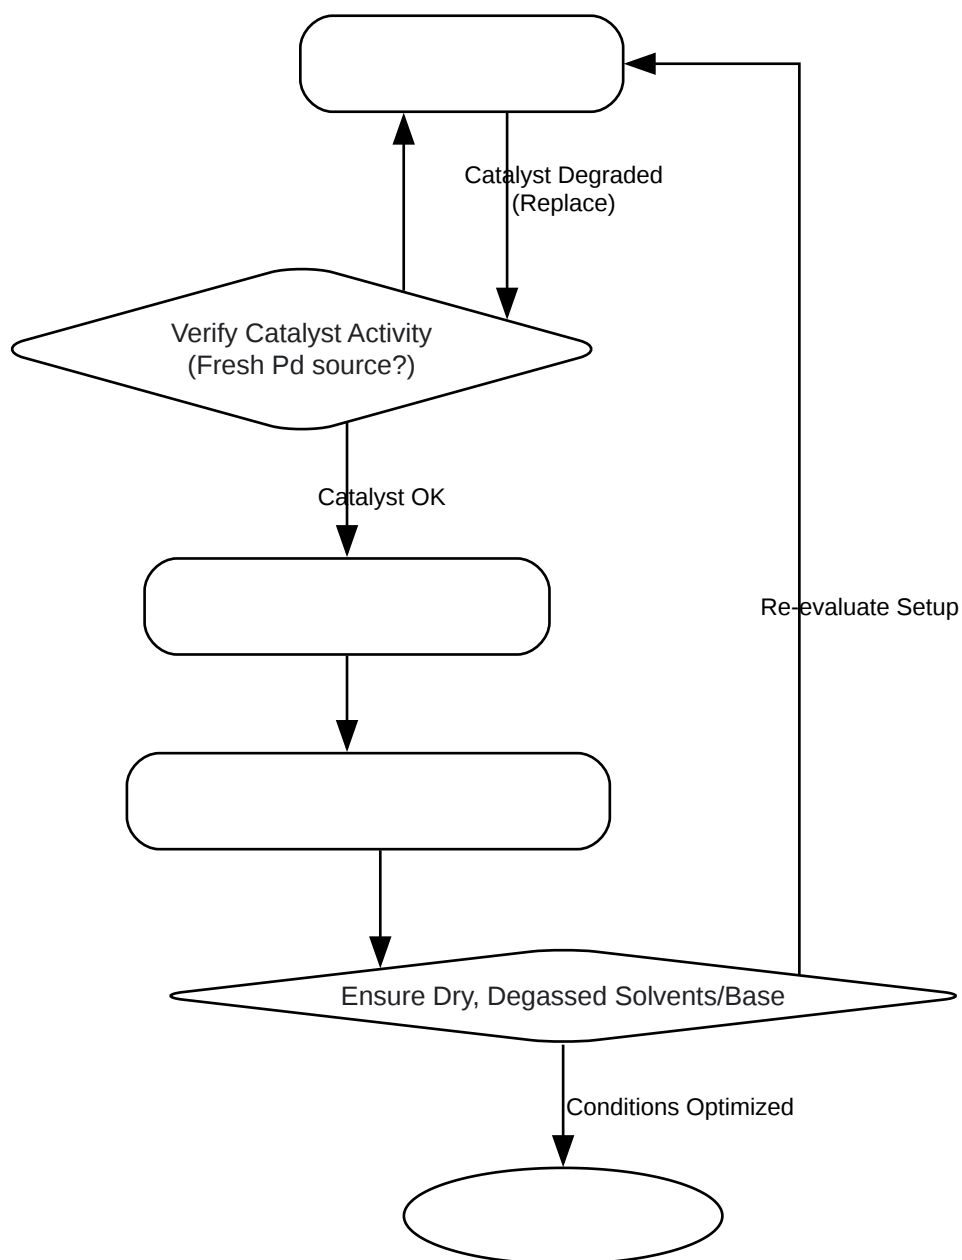 Catalyst Degraded
(Replace)
Verify Catalyst Activity
(Fresh Pd source?)
Catalyst OK
Re-evaluate Setup
Ensure Dry, Degassed Solvents/Base
Conditions Optimized